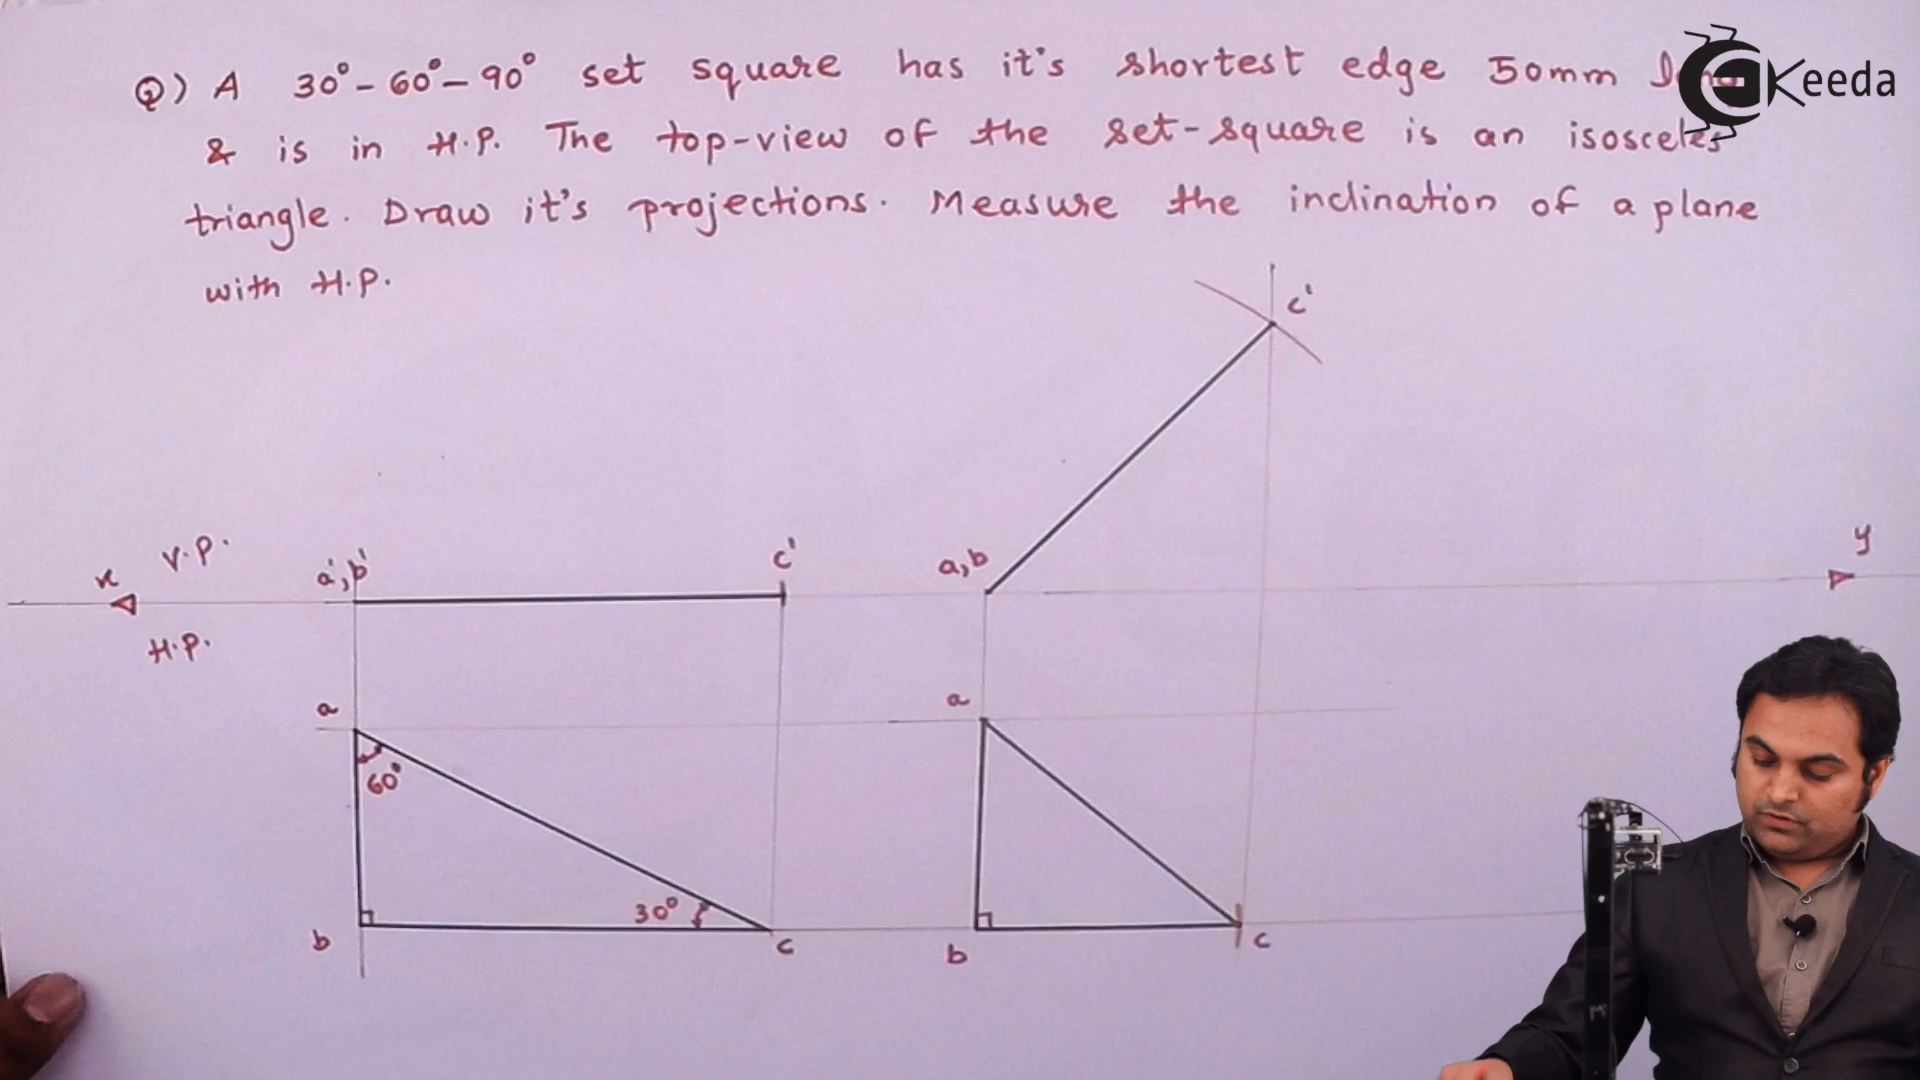 Q) A 30° - 60° - 90° set square has it's shortest edge 50mm
Keeda
& is in H.P. The top-view of the set-square is an isosceles
triangle. Draw it's projections. Measure the inclination of a plane
with H.P.
c'
V.P.
x
a', b'
c'
a, b
y
H.P.
a
a
60°
30°
b
c
b
c